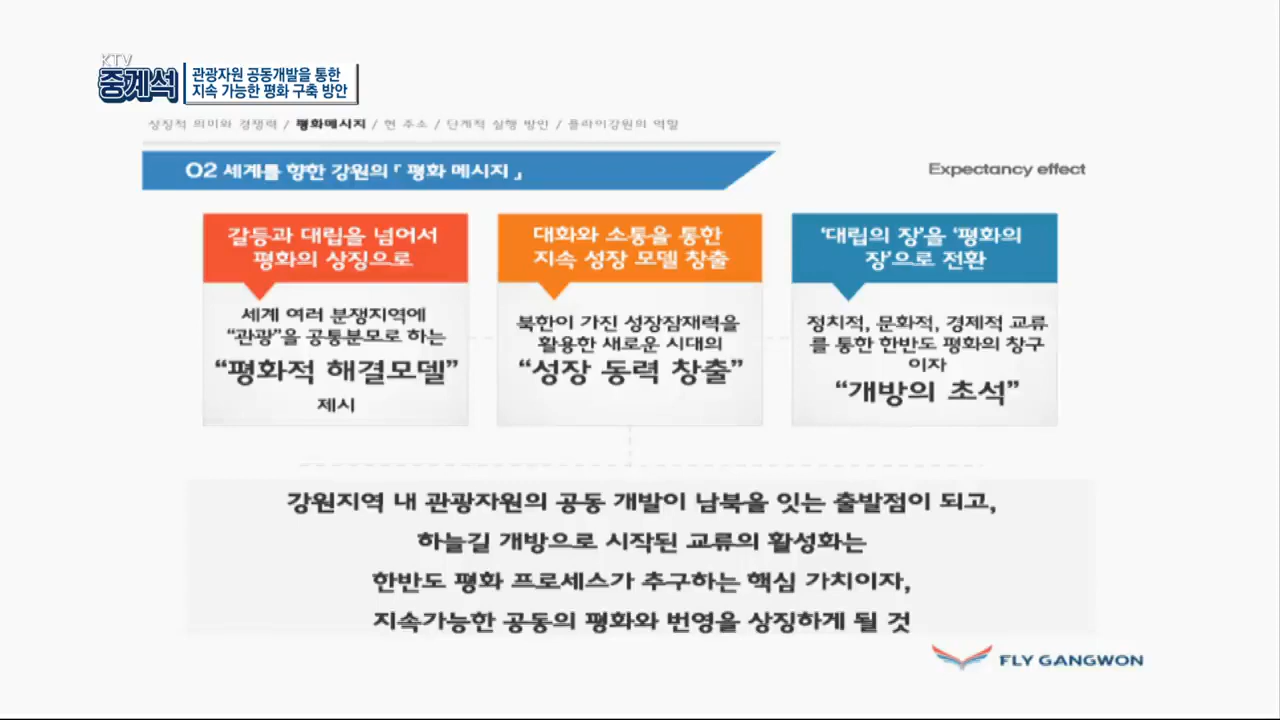 KTV
중계석
관광자원 공동개발을 통한
지속 가능한 평화 구축 방안
상징적 의미와 경쟁력 / 평화메시지 / 현 주소 / 단계적 실행 방안 / 플라이강원의 역할
02 세계를 향한 강원의 「 평화 메시지 」
Expectancy effect
갈등과 대립을 넘어서
평화의 상징으로
세계 여러 분쟁지역에
“관광”을 공통분모로 하는
“평화적 해결모델”
제시
대화와 소통을 통한
지속 성장 모델 창출
북한이 가진 성장잠재력을
활용한 새로운 시대의
“성장 동력 창출”
‘대립의 장’을 ‘평화의
장’으로 전환
정치적, 문화적, 경제적 교류
를 통한 한반도 평화의 창구
이자
“개방의 초석”
강원지역 내 관광자원의 공동 개발이 남북을 잇는 출발점이 되고,
하늘길 개방으로 시작된 교류의 활성화는
한반도 평화 프로세스가 추구하는 핵심 가치이자,
지속가능한 공동의 평화와 번영을 상징하게 될 것
FLY GANGWON